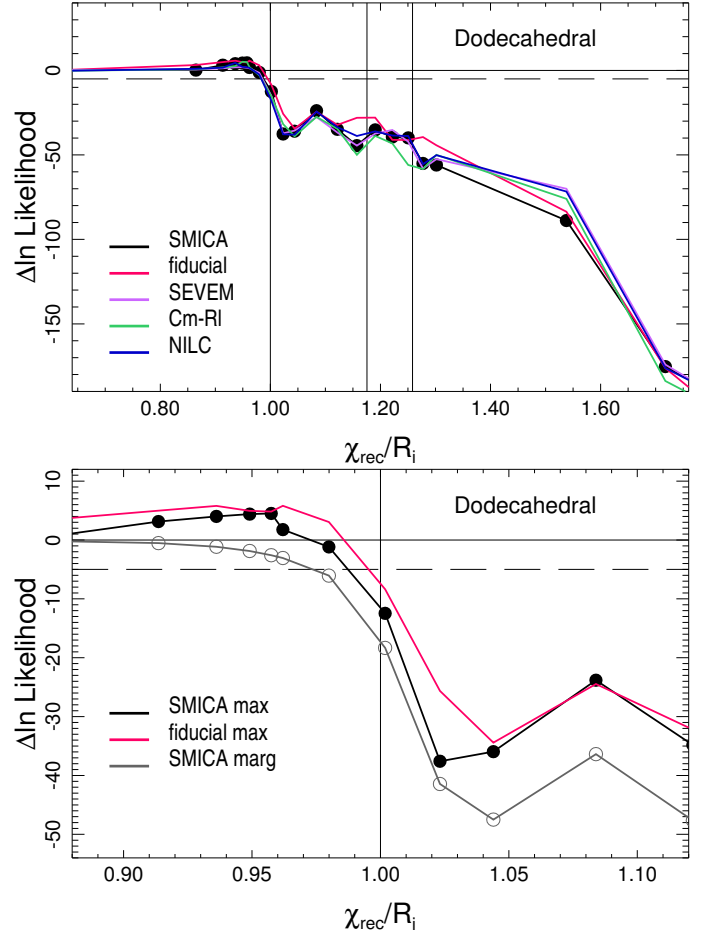 Dodecahedral
0
-50
-100
-150
Δln Likelihood
SMICA
fiducial
SEVEM
Cm-Rl
NILC
0.80 1.00 1.20 1.40 1.60
χrec/Ri
Dodecahedral
10
0
-10
-20
-30
-40
-50
Δln Likelihood
SMICA max
fiducial max
SMICA marg
0.90 0.95 1.00 1.05 1.10
χrec/Ri